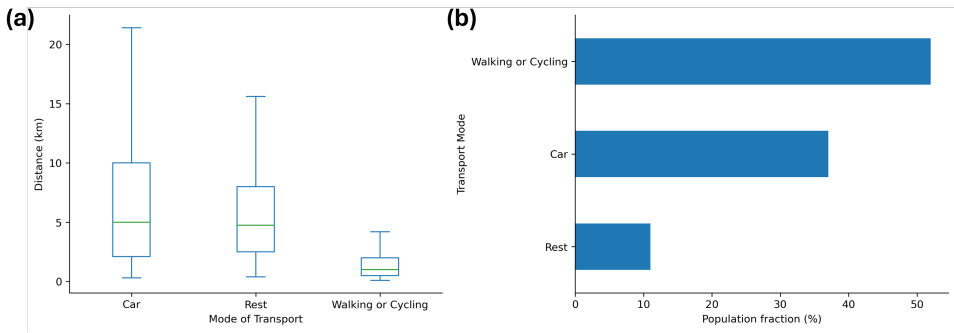 (a)
Distance (km)
20
15
10
5
0
Car
Rest
Walking or Cycling
Mode of Transport
(b)
Transport Mode
Walking or Cycling
Car
Rest
0
10
20
30
40
50
Population fraction (%)